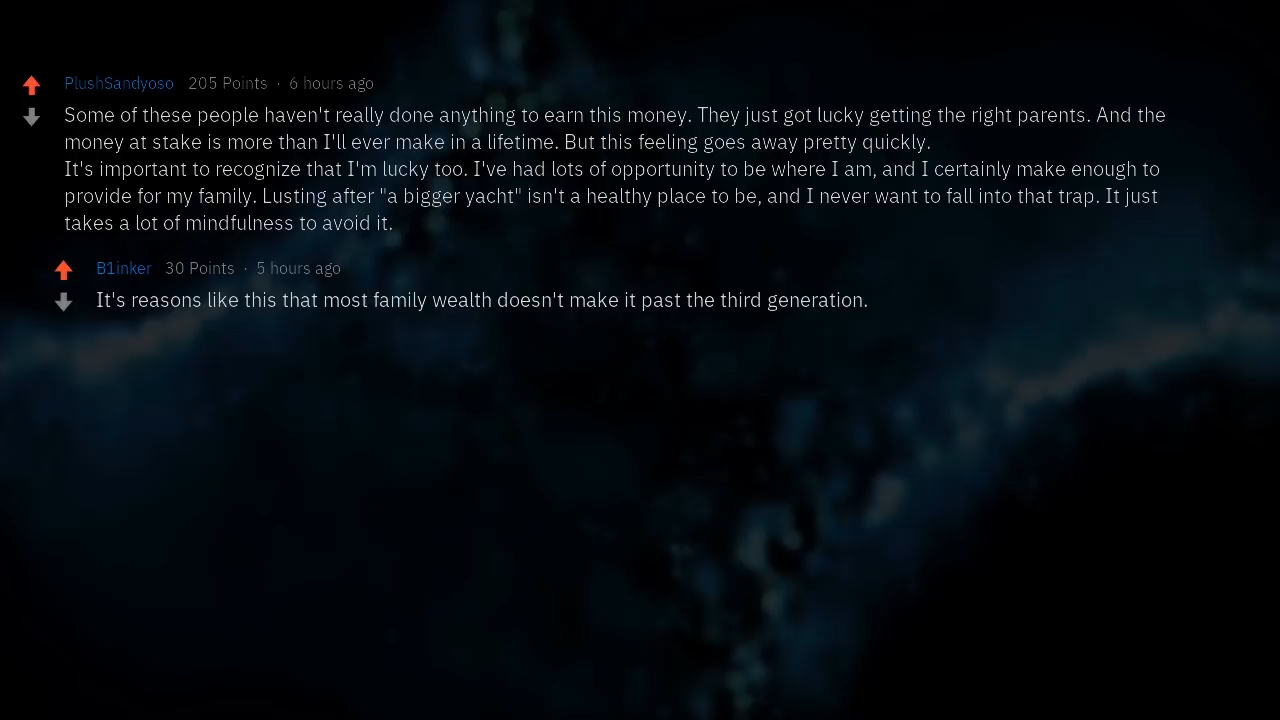 PlushSandyoso 205 Points · 6 hours ago
Some of these people haven't really done anything to earn this money. They just got lucky getting the right parents. And the
money at stake is more than I'll ever make in a lifetime. But this feeling goes away pretty quickly.
It's important to recognize that I'm lucky too. I've had lots of opportunity to be where I am, and I certainly make enough to
provide for my family. Lusting after "a bigger yacht" isn't a healthy place to be, and I never want to fall into that trap. It just
takes a lot of mindfulness to avoid it.
B1inker 30 Points · 5 hours ago
It's reasons like this that most family wealth doesn't make it past the third generation.